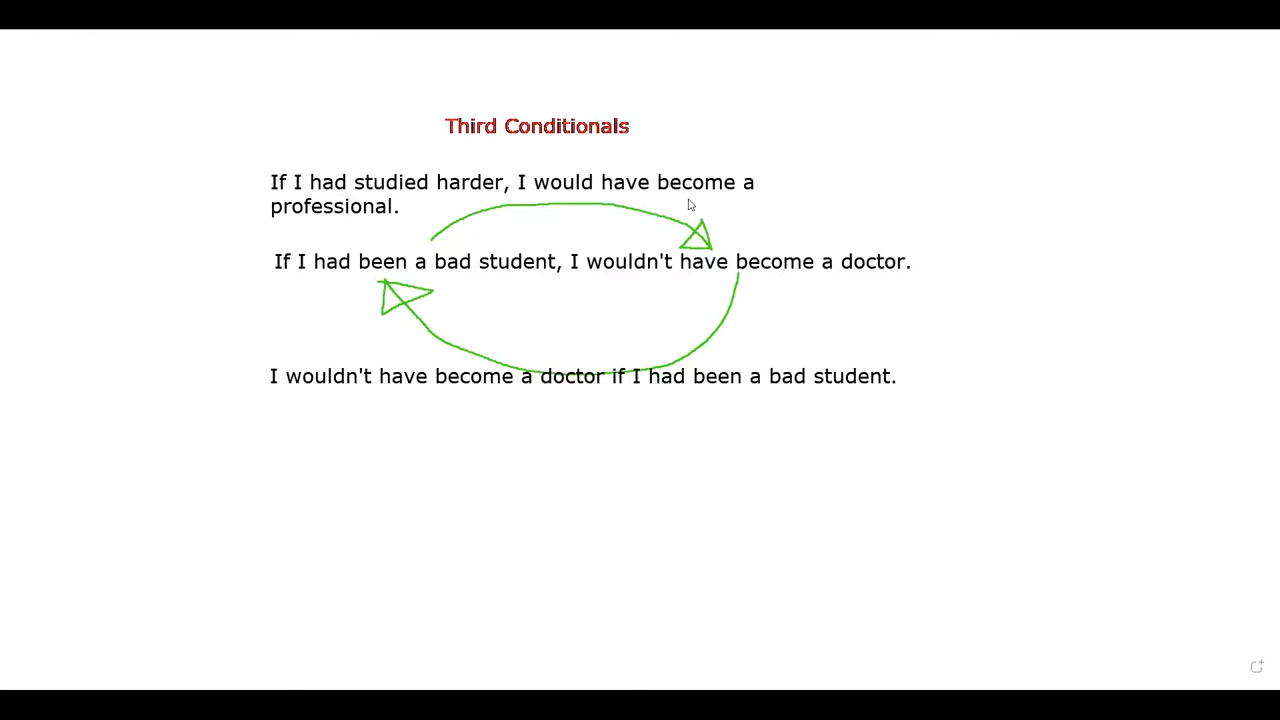 Third Conditionals
If I had studied harder, I would have become a
professional.
If I had been a bad student, I wouldn't have become a doctor.
I wouldn't have become a doctor if I had been a bad student.